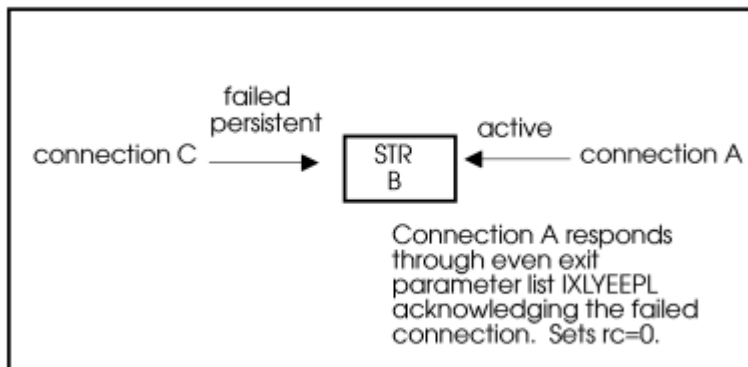 failed
persistent
active
connection C
STR
B
connection A
Connection A responds
through even exit
parameter list IXLYEEPL
acknowledging the failed
connection. Sets rc=0.